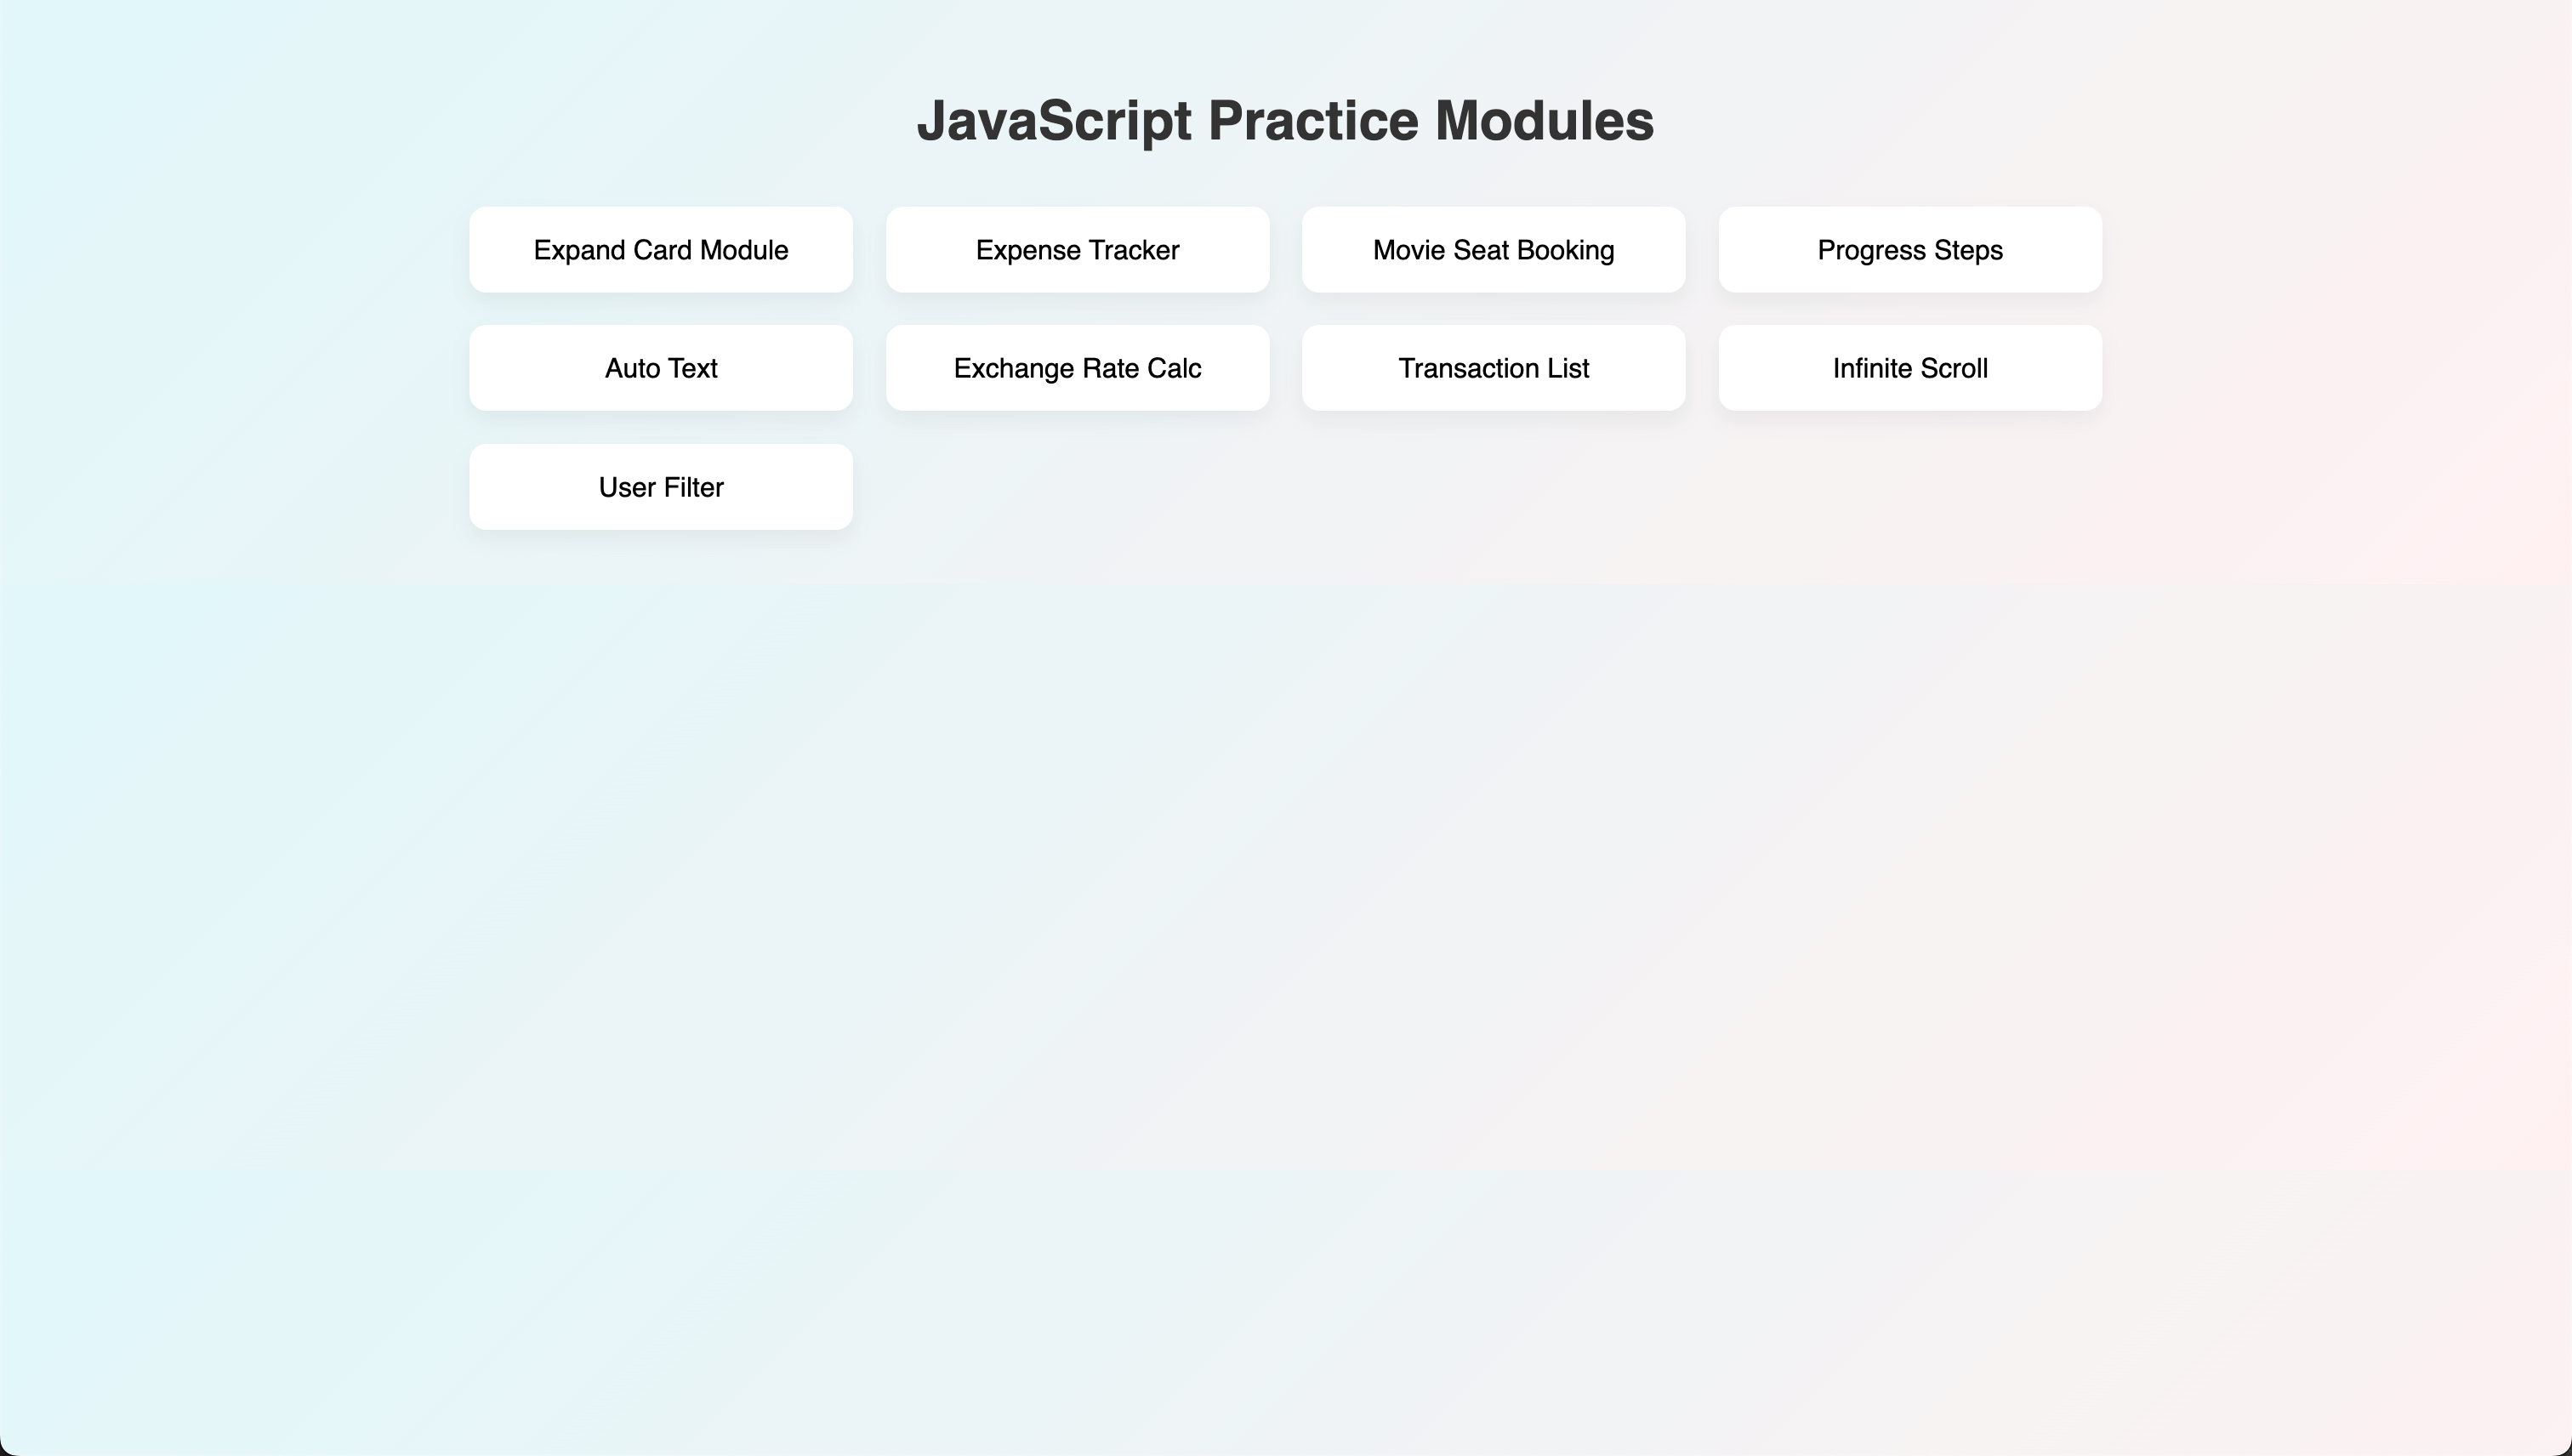 JavaScript Practice Modules
Expand Card Module
Expense Tracker
Movie Seat Booking
Progress Steps
Auto Text
Exchange Rate Calc
Transaction List
Infinite Scroll
User Filter